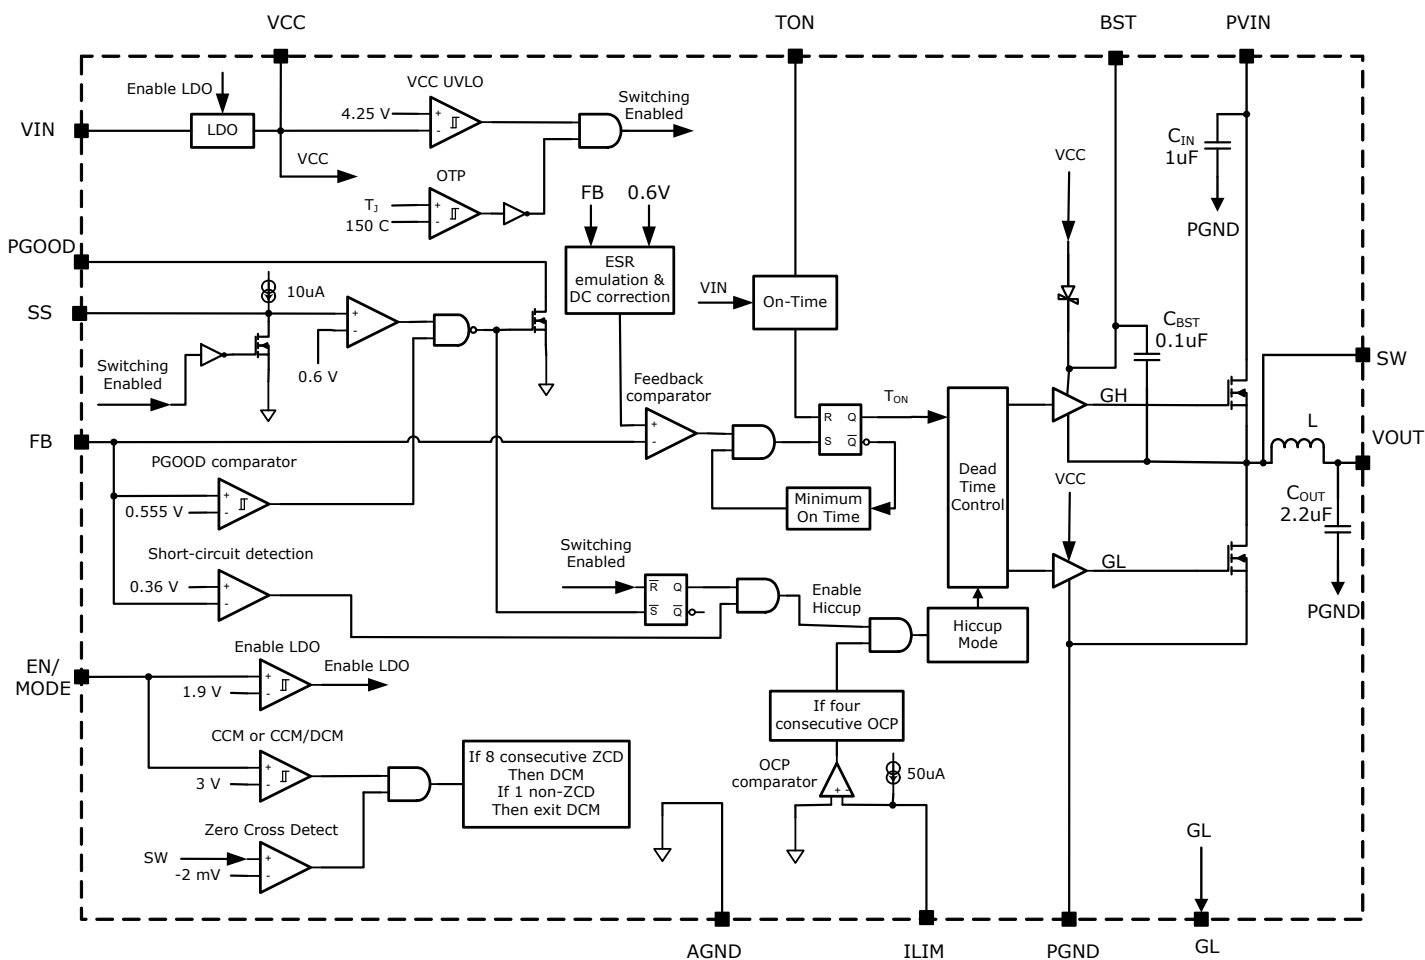 VCC
TON
BST
PVIN
Enable LDO
VCC UVLO
Switching
Enabled
4.25 V
+
-
VIN
LDO
VCC
C_IN
1uF
VCC
OTP
T_J
+
150 C
-
FB
0.6V
PGND
PGOOD
ESR
emulation &
DC correction
VIN
On-Time
10uA
SS
+
-
0.6 V
C_BST
0.1uF
SW
Switching
Enabled
Feedback
comparator
T_ON
GH
R Q
S Q̅
+
-
FB
L
VOUT
PGOOD comparator
Dead
Time
Control
VCC
+
0.555 V
-
Minimum
On Time
C_OUT
2.2uF
Short-circuit detection
Switching
Enabled
GL
0.36 V
+
-
R̅ Q
S̅ Q̅
Enable
Hiccup
PGND
Hiccup
Mode
EN/
MODE
Enable LDO
Enable LDO
+
1.9 V
-
If four
consecutive OCP
CCM or CCM/DCM
+
3 V
-
If 8 consecutive ZCD
Then DCM
If 1 non-ZCD
Then exit DCM
OCP
comparator
+ -
50uA
Zero Cross Detect
SW
+
-2 mV
-
GL
AGND
ILIM
PGND
GL